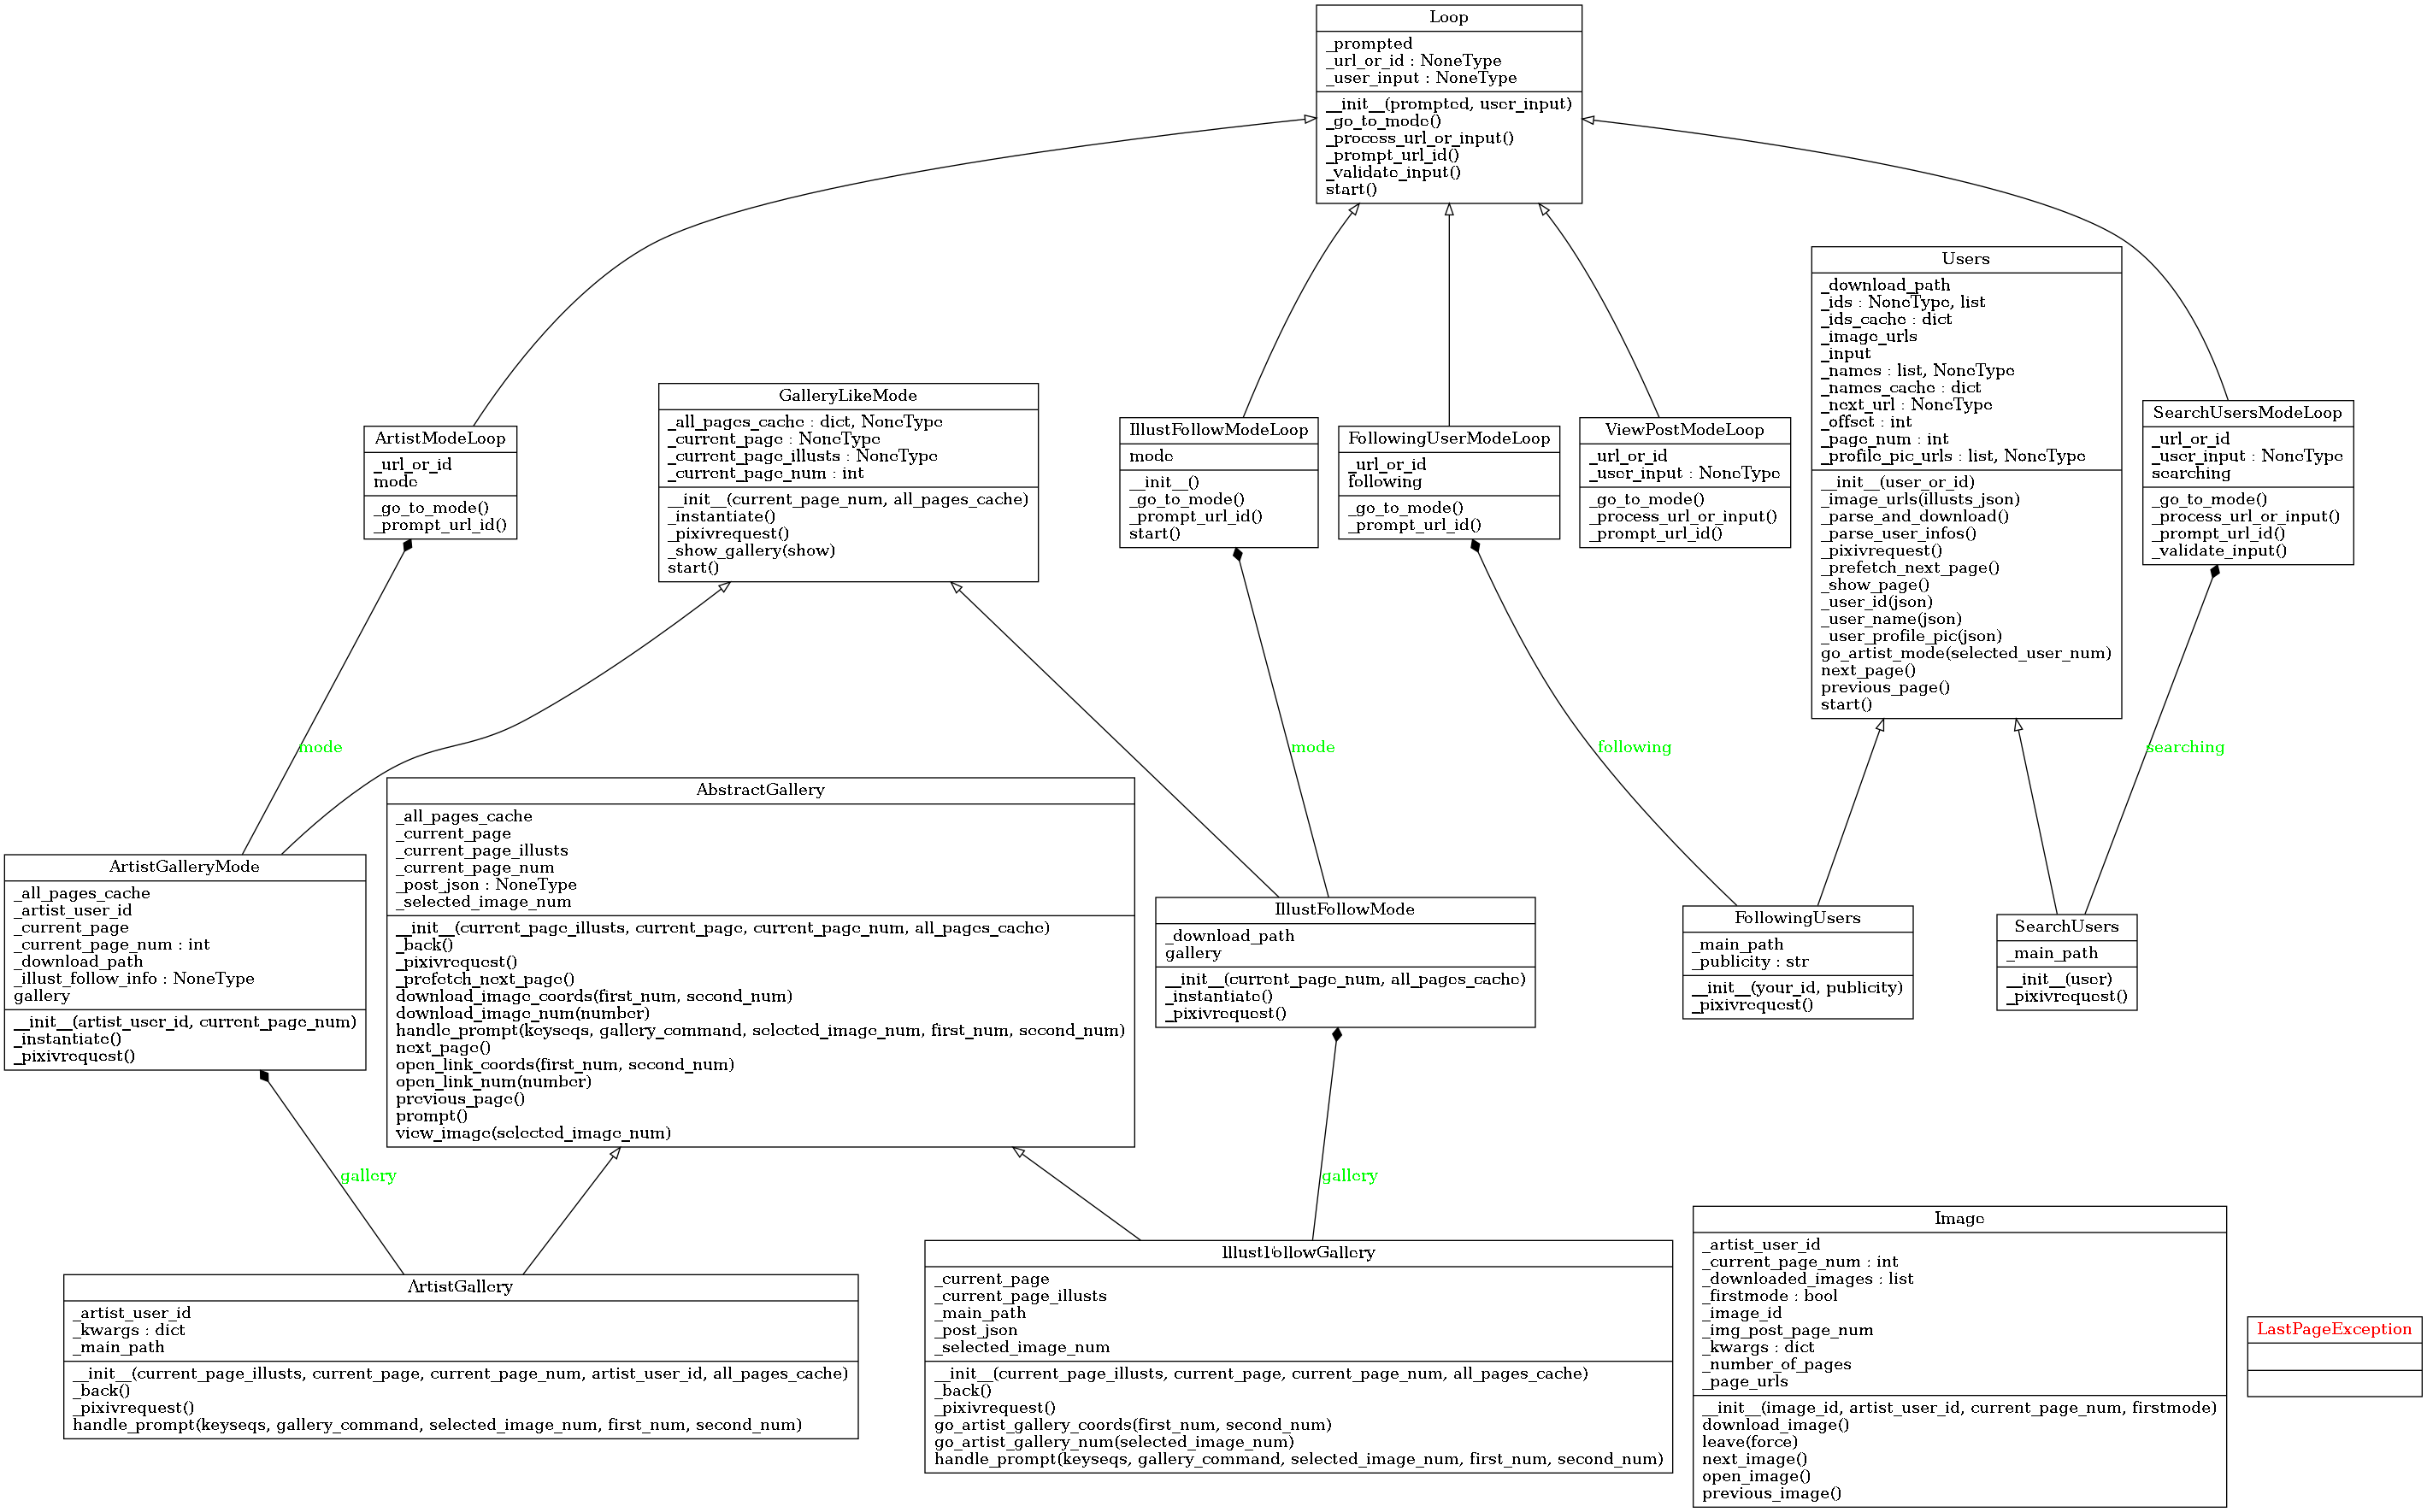 Loop
_prompted
_url_or_id : NoneType
_user_input : NoneType
__init__(prompted, user_input)
_go_to_mode()
_process_url_or_input()
_prompt_url_id()
_validate_input()
start()
Users
_download_path
_ids : NoneType, list
_ids_cache : dict
_image_urls
_input
_names : list, NoneType
_names_cache : dict
_next_url : NoneType
_offset : int
_page_num : int
_profile_pic_urls : list, NoneType
__init__(user_or_id)
_image_urls(illusts_json)
_parse_and_download()
_parse_user_infos()
_pixivrequest()
_prefetch_next_page()
_show_page()
_user_id(json)
_user_name(json)
_user_profile_pic(json)
go_artist_mode(selected_user_num)
next_page()
previous_page()
start()
ArtistModeLoop
_url_or_id
mode
_go_to_mode()
_prompt_url_id()
GalleryLikeMode
_all_pages_cache : dict, NoneType
_current_page : NoneType
_current_page_illusts : NoneType
_current_page_num : int
__init__(current_page_num, all_pages_cache)
_instantiate()
_pixivrequest()
_show_gallery(show)
start()
IllustFollowModeLoop
mode
__init__()
_go_to_mode()
_prompt_url_id()
start()
FollowingUserModeLoop
_url_or_id
following
_go_to_mode()
_prompt_url_id()
ViewPostModeLoop
_url_or_id
_user_input : NoneType
_go_to_mode()
_process_url_or_input()
_prompt_url_id()
SearchUsersModeLoop
_url_or_id
_user_input : NoneType
searching
_go_to_mode()
_process_url_or_input()
_prompt_url_id()
_validate_input()
mode
mode
following
searching
ArtistGalleryMode
_all_pages_cache
_artist_user_id
_current_page
_current_page_num : int
_download_path
_illust_follow_info : NoneType
gallery
__init__(artist_user_id, current_page_num)
_instantiate()
_pixivrequest()
AbstractGallery
_all_pages_cache
_current_page
_current_page_illusts
_current_page_num
_post_json : NoneType
_selected_image_num
__init__(current_page_illusts, current_page, current_page_num, all_pages_cache)
_back()
_pixivrequest()
_prefetch_next_page()
download_image_coords(first_num, second_num)
download_image_num(number)
handle_prompt(keyseqs, gallery_command, selected_image_num, first_num, second_num)
next_page()
open_link_coords(first_num, second_num)
open_link_num(number)
previous_page()
prompt()
view_image(selected_image_num)
IllustFollowMode
_download_path
gallery
__init__(current_page_num, all_pages_cache)
_instantiate()
_pixivrequest()
FollowingUsers
_main_path
_publicity : str
__init__(your_id, publicity)
_pixivrequest()
SearchUsers
_main_path
__init__(user)
_pixivrequest()
gallery
gallery
ArtistGallery
_artist_user_id
_kwargs : dict
_main_path
__init__(current_page_illusts, current_page, current_page_num, artist_user_id, all_pages_cache)
_back()
_pixivrequest()
handle_prompt(keyseqs, gallery_command, selected_image_num, first_num, second_num)
IllustFollowGallery
_current_page
_current_page_illusts
_main_path
_post_json
_selected_image_num
__init__(current_page_illusts, current_page, current_page_num, all_pages_cache)
_back()
_pixivrequest()
go_artist_gallery_coords(first_num, second_num)
go_artist_gallery_num(selected_image_num)
handle_prompt(keyseqs, gallery_command, selected_image_num, first_num, second_num)
Image
_artist_user_id
_current_page_num : int
_downloaded_images : list
_firstmode : bool
_image_id
_img_post_page_num
_kwargs : dict
_number_of_pages
_page_urls
__init__(image_id, artist_user_id, current_page_num, firstmode)
download_image()
leave(force)
next_image()
open_image()
previous_image()
LastPageException